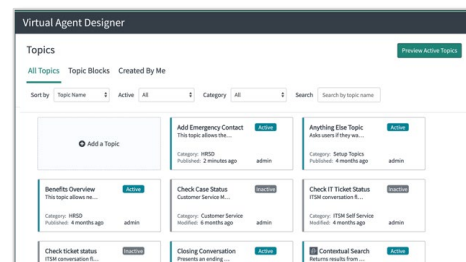 Virtual Agent Designer
Topics
Preview Active Topics
All Topics Topic Blocks Created By Me
Sort by Topic Name Active All Category All Search Search by topic name
Add a Topic
Add Emergency Contact Active
This topic allows the...
Category: HRSD
Published: 2 minutes ago admin
Anything Else Topic Active
Asks users if they wa...
Category: Setup Topics
Published: 4 months ago admin
Benefits Overview Active
This topic allows ne...
Category: HRSD
Published: 4 months ago admin
Check Case Status Inactive
Customer Service M...
Category: Customer Service
Modified: 6 months ago admin
Check IT Ticket Status Inactive
ITSM conversation fl...
Category: ITSM Self Service
Modified: 4 months ago admin
Check ticket status Inactive
ITSM conversation fl...
Closing Conversation Active
Presents an ending ...
Contextual Search Active
Returns results from ...